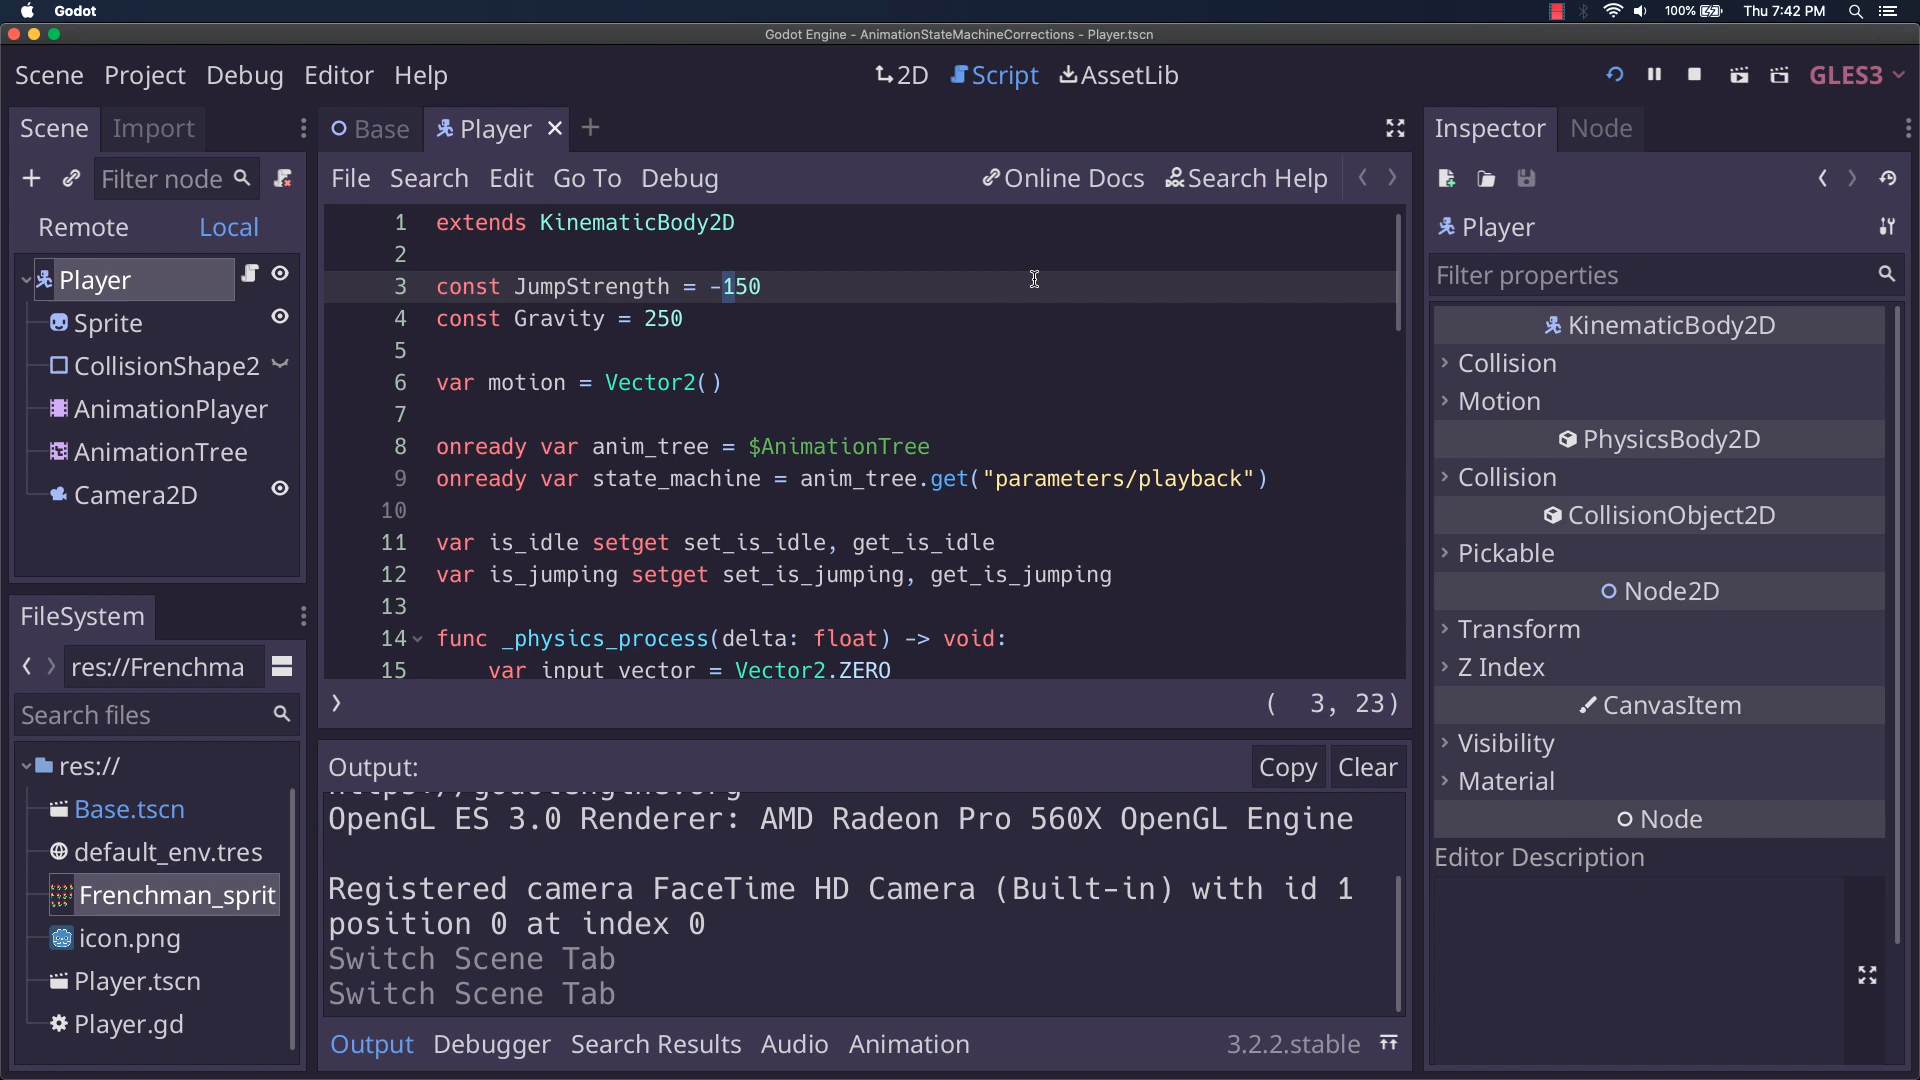 Godot
100%
Thu 7:42 PM
Godot Engine - AnimationStateMachineCorrections - Player.tscn
Scene Project Debug Editor Help
2D Script AssetLib
GLES3
Scene Import
Filter node
Remote Local
Player
Sprite
CollisionShape2
AnimationPlayer
AnimationTree
Camera2D
FileSystem
res://Frenchma
Search files
res://
Base.tscn
default_env.tres
Frenchman_sprit
icon.png
Player.tscn
Player.gd
Base Player
File Search Edit Go To Debug
Online Docs Search Help
1 extends KinematicBody2D
2
3 const JumpStrength = -150
4 const Gravity = 250
5
6 var motion = Vector2()
7
8 onready var anim_tree = $AnimationTree
9 onready var state_machine = anim_tree.get("parameters/playback")
10
11 var is_idle setget set_is_idle, get_is_idle
12 var is_jumping setget set_is_jumping, get_is_jumping
13
14 func _physics_process(delta: float) -> void:
15 var input_vector = Vector2.ZERO
( 3, 23)
Output:
Copy Clear
https://godotengine.org
OpenGL ES 3.0 Renderer: AMD Radeon Pro 560X OpenGL Engine
Registered camera FaceTime HD Camera (Built-in) with id 1
position 0 at index 0
Switch Scene Tab
Switch Scene Tab
Output Debugger Search Results Audio Animation
3.2.2.stable
Inspector Node
Player
Filter properties
KinematicBody2D
Collision
Motion
PhysicsBody2D
Collision
CollisionObject2D
Pickable
Node2D
Transform
Z Index
CanvasItem
Visibility
Material
Node
Editor Description